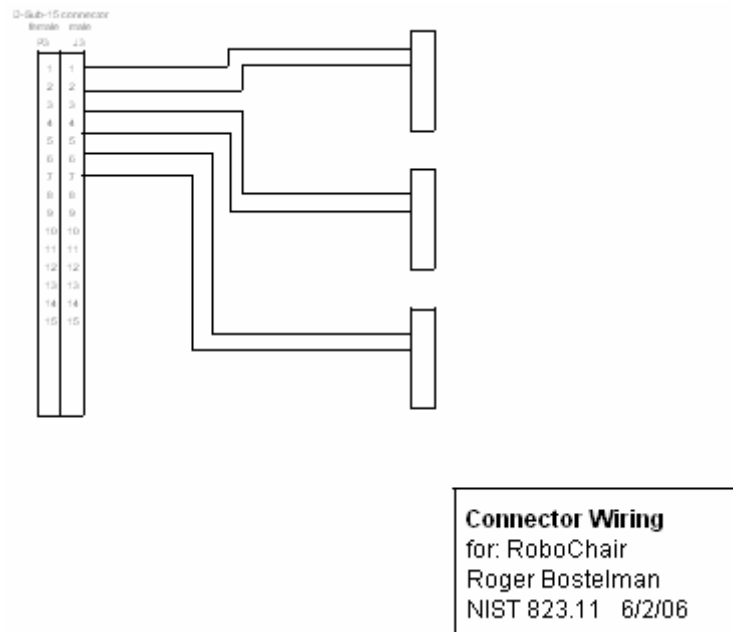 D-Sub-15 connector
female male
P3 J3
1 1
2 2
3 3
4 4
5 5
6 6
7 7
8 8
9 9
10 10
11 11
12 12
13 13
14 14
15 15
Connector Wiring
for: RoboChair
Roger Bostelman
NIST 823.11 6/2/06